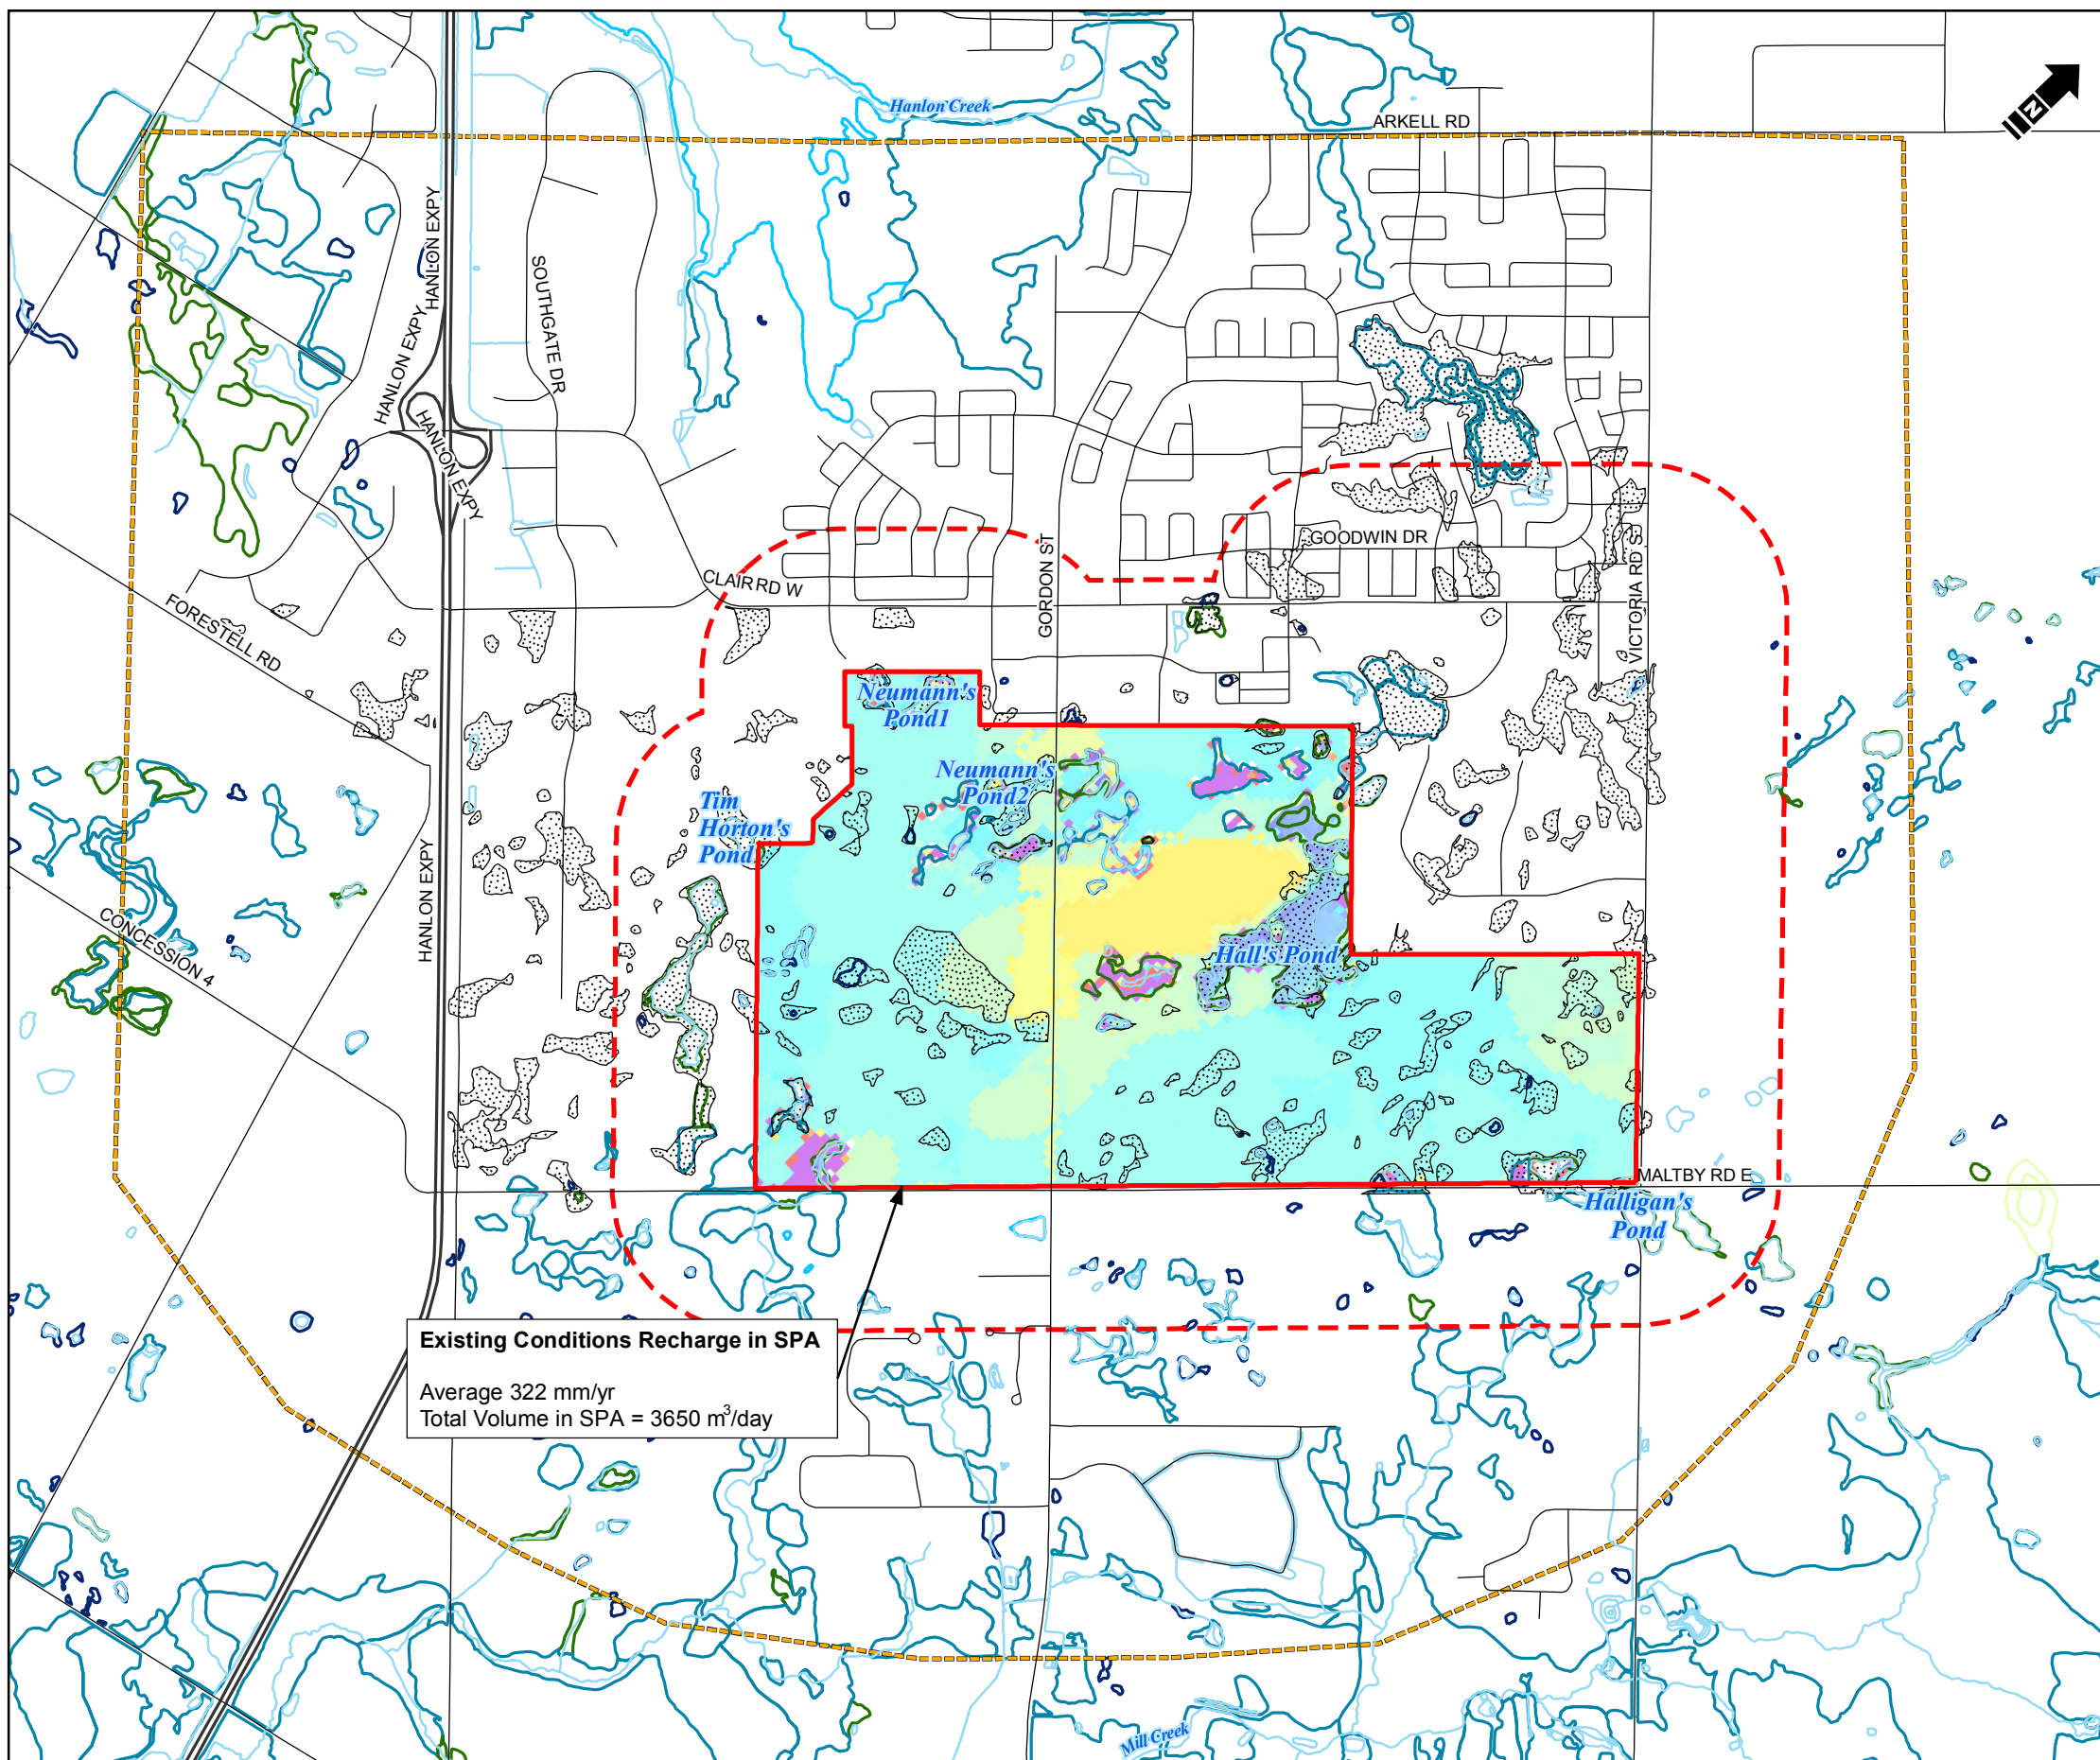 Hanlon Creek
ARKELL RD
N
HANLON EXPY
SOUTHGATE DR
HANLON EXPY
HANLON EXPY
GORDON ST
GOODWIN DR
VICTORIA RD S
CLAIR RD W
FORESTELL RD
Neumann's
Pond1
Neumann's
Pond2
Tim
Horton's
Pond
HANLON EXPY
CONCESSION 4
Hall's Pond
MALTBY RD E
Halligan's
Pond
Existing Conditions Recharge in SPA
Average 322 mm/yr
Total Volume in SPA = 3650 m³/day
Mill Creek